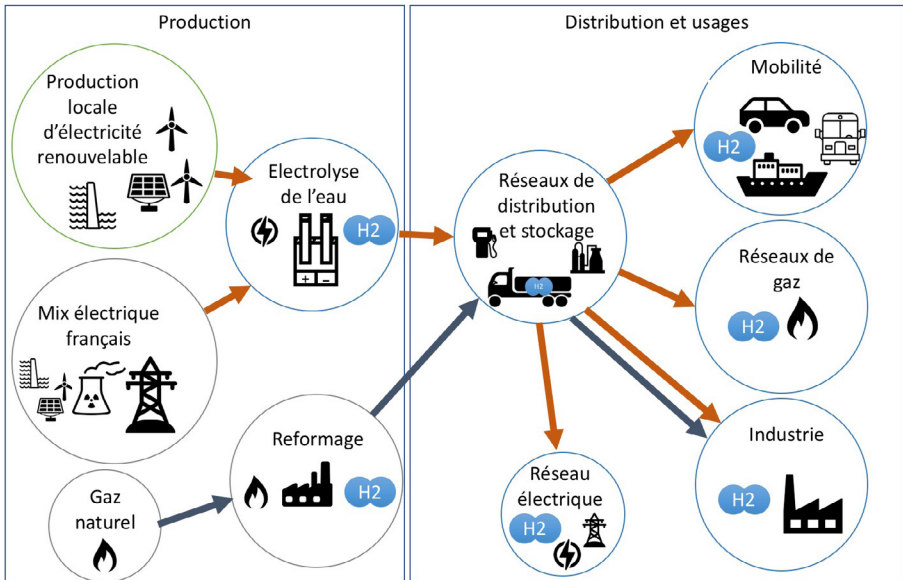 Production
Production
locale
d'électricité
renouvelable
Electrolyse
de l'eau
H2
+ -
Mix électrique
français
Reformage
H2
Gaz
naturel
Distribution et usages
Mobilité
H2
Réseaux de
distribution
et stockage
H2
Réseaux de
gaz
H2
Industrie
H2
Réseau
électrique
H2